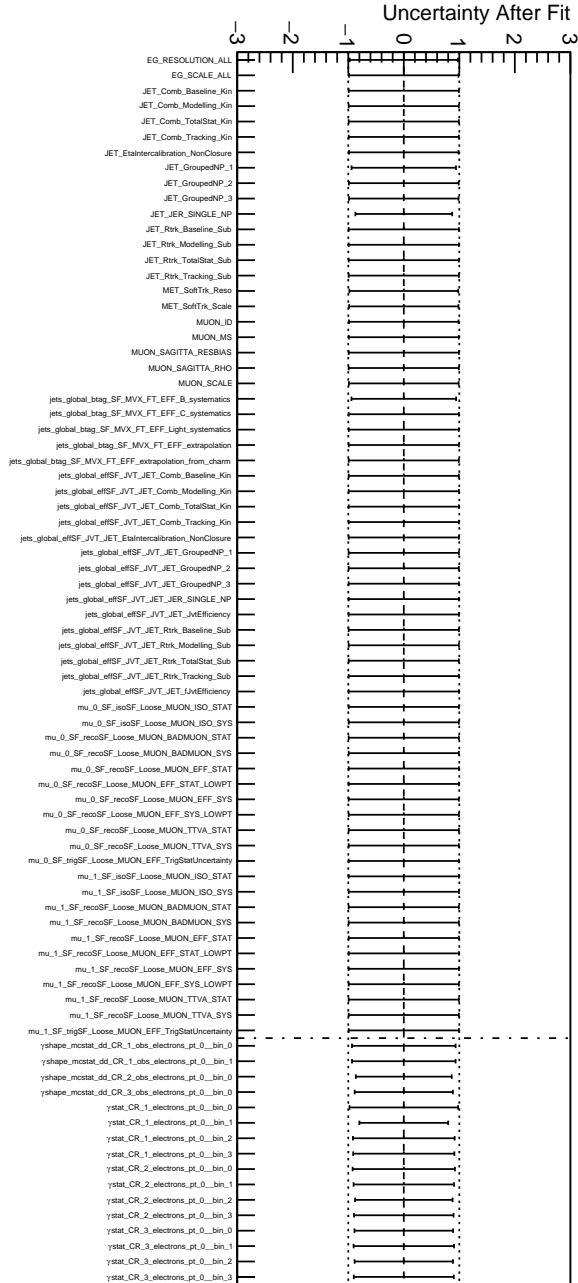 Uncertainty After Fit
-3
-2
-1
0
1
2
3
EG_RESOLUTION_ALL
EG_SCALE_ALL
JET_Comb_Baseline_Kin
JET_Comb_Modelling_Kin
JET_Comb_TotalStat_Kin
JET_Comb_Tracking_Kin
JET_EtaIntercalibration_NonClosure
JET_GroupedNP_1
JET_GroupedNP_2
JET_GroupedNP_3
JET_JER_SINGLE_NP
JET_Rtrk_Baseline_Sub
JET_Rtrk_Modelling_Sub
JET_Rtrk_TotalStat_Sub
JET_Rtrk_Tracking_Sub
MET_SoftTrk_Reso
MET_SoftTrk_Scale
MUON_ID
MUON_MS
MUON_SAGITTA_RESBIAS
MUON_SAGITTA_RHO
MUON_SCALE
jets_global_btag_SF_MVX_FT_EFF_B_systematics
jets_global_btag_SF_MVX_FT_EFF_C_systematics
jets_global_btag_SF_MVX_FT_EFF_Light_systematics
jets_global_btag_SF_MVX_FT_EFF_extrapolation
jets_global_btag_SF_MVX_FT_EFF_extrapolation_from_charm
jets_global_effSF_JVT_JET_Comb_Baseline_Kin
jets_global_effSF_JVT_JET_Comb_Modelling_Kin
jets_global_effSF_JVT_JET_Comb_TotalStat_Kin
jets_global_effSF_JVT_JET_Comb_Tracking_Kin
jets_global_effSF_JVT_JET_EtaIntercalibration_NonClosure
jets_global_effSF_JVT_JET_GroupedNP_1
jets_global_effSF_JVT_JET_GroupedNP_2
jets_global_effSF_JVT_JET_GroupedNP_3
jets_global_effSF_JVT_JET_JER_SINGLE_NP
jets_global_effSF_JVT_JET_JvtEfficiency
jets_global_effSF_JVT_JET_Rtrk_Baseline_Sub
jets_global_effSF_JVT_JET_Rtrk_Modelling_Sub
jets_global_effSF_JVT_JET_Rtrk_TotalStat_Sub
jets_global_effSF_JVT_JET_Rtrk_Tracking_Sub
jets_global_effSF_JVT_JET_fJvtEfficiency
mu_0_SF_isoSF_Loose_MUON_ISO_STAT
mu_0_SF_isoSF_Loose_MUON_ISO_SYS
mu_0_SF_recoSF_Loose_MUON_BADMUON_STAT
mu_0_SF_recoSF_Loose_MUON_BADMUON_SYS
mu_0_SF_recoSF_Loose_MUON_EFF_STAT
mu_0_SF_recoSF_Loose_MUON_EFF_STAT_LOWPT
mu_0_SF_recoSF_Loose_MUON_EFF_SYS
mu_0_SF_recoSF_Loose_MUON_EFF_SYS_LOWPT
mu_0_SF_recoSF_Loose_MUON_TTVA_STAT
mu_0_SF_recoSF_Loose_MUON_TTVA_SYS
mu_0_SF_trigSF_Loose_MUON_EFF_TrigStatUncertainty
mu_1_SF_isoSF_Loose_MUON_ISO_STAT
mu_1_SF_isoSF_Loose_MUON_ISO_SYS
mu_1_SF_recoSF_Loose_MUON_BADMUON_STAT
mu_1_SF_recoSF_Loose_MUON_BADMUON_SYS
mu_1_SF_recoSF_Loose_MUON_EFF_STAT
mu_1_SF_recoSF_Loose_MUON_EFF_STAT_LOWPT
mu_1_SF_recoSF_Loose_MUON_EFF_SYS
mu_1_SF_recoSF_Loose_MUON_EFF_SYS_LOWPT
mu_1_SF_recoSF_Loose_MUON_TTVA_STAT
mu_1_SF_recoSF_Loose_MUON_TTVA_SYS
mu_1_SF_trigSF_Loose_MUON_EFF_TrigStatUncertainty
γshape_mcstat_dd_CR_1_obs_electrons_pt_0__bin_0
γshape_mcstat_dd_CR_1_obs_electrons_pt_0__bin_1
γshape_mcstat_dd_CR_2_obs_electrons_pt_0__bin_0
γshape_mcstat_dd_CR_3_obs_electrons_pt_0__bin_0
γstat_CR_1_electrons_pt_0__bin_0
γstat_CR_1_electrons_pt_0__bin_1
γstat_CR_1_electrons_pt_0__bin_2
γstat_CR_1_electrons_pt_0__bin_3
γstat_CR_2_electrons_pt_0__bin_0
γstat_CR_2_electrons_pt_0__bin_1
γstat_CR_2_electrons_pt_0__bin_2
γstat_CR_2_electrons_pt_0__bin_3
γstat_CR_3_electrons_pt_0__bin_0
γstat_CR_3_electrons_pt_0__bin_1
γstat_CR_3_electrons_pt_0__bin_2
γstat_CR_3_electrons_pt_0__bin_3